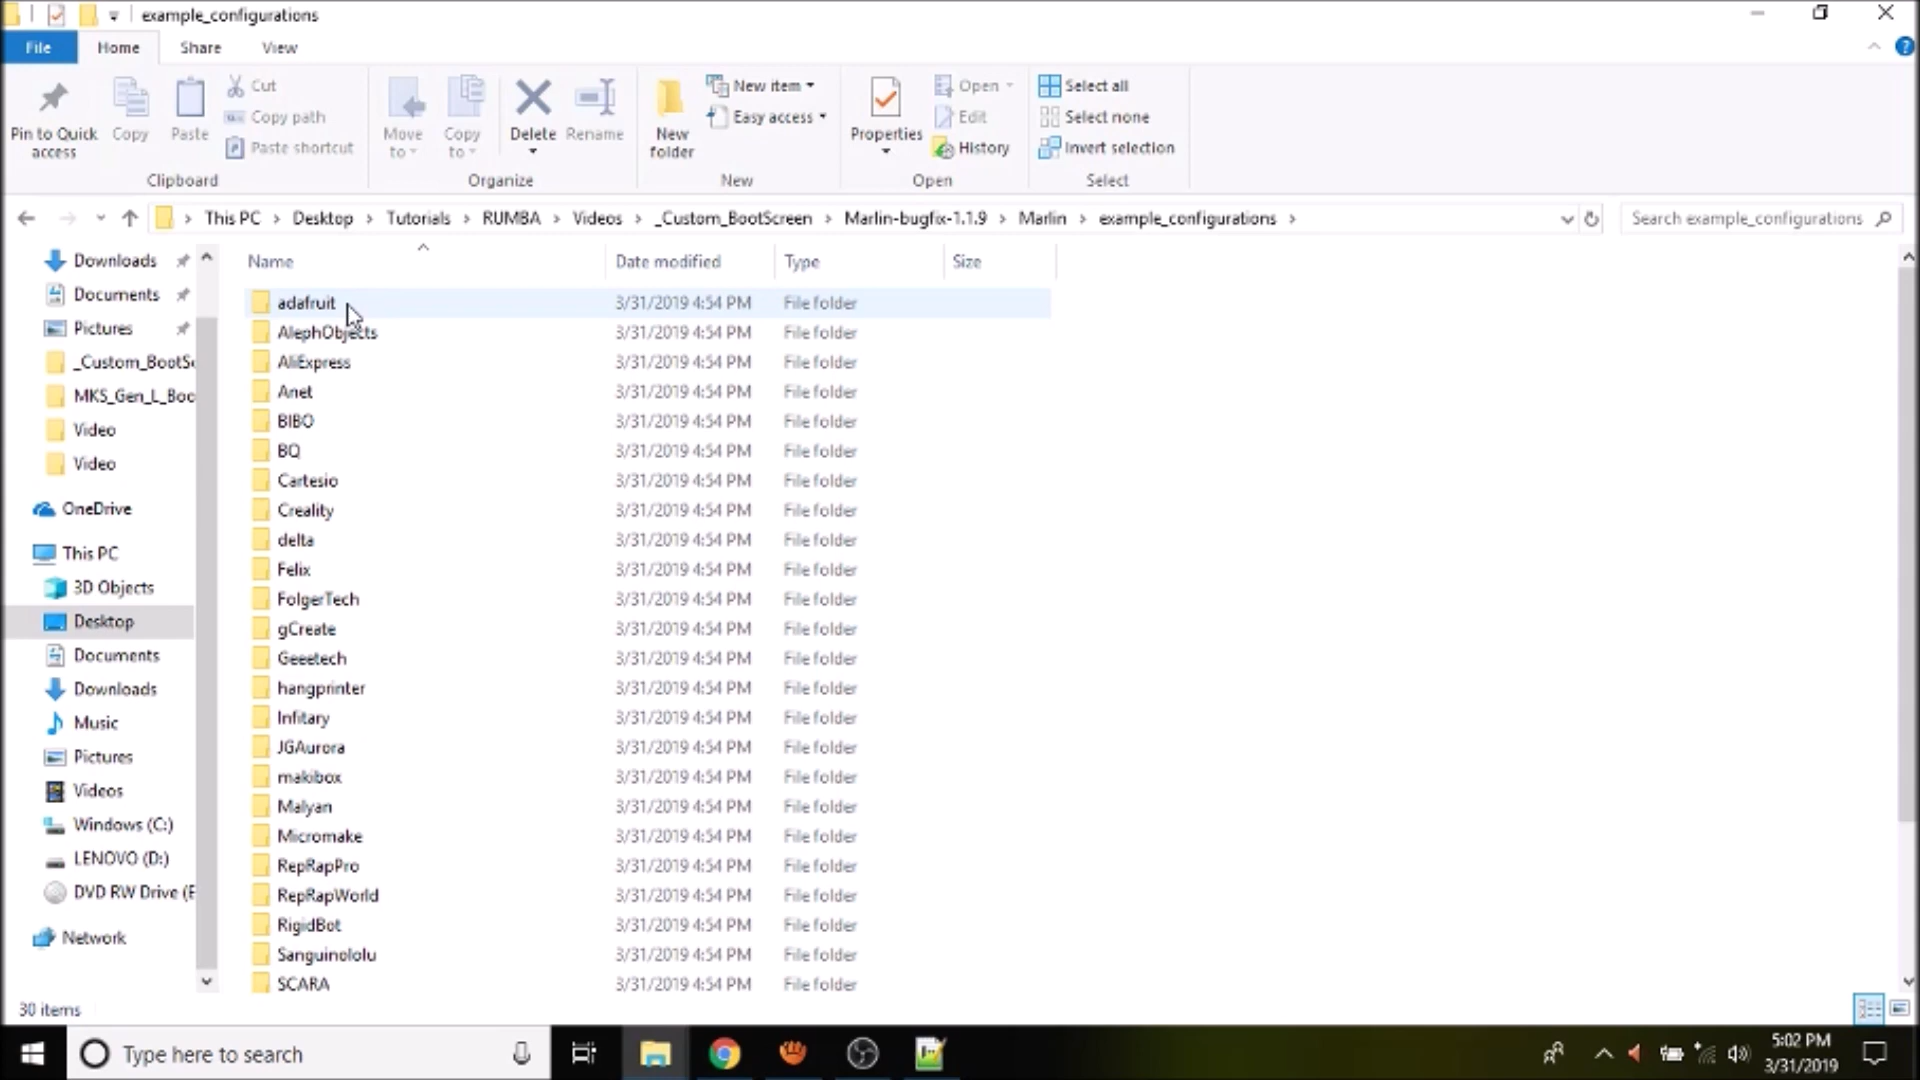 example_configurations
File Home Share View
Pin to Quick access
Copy
Paste
Cut
Copy path
Paste shortcut
Clipboard
Move to
Copy to
Delete
Rename
Organize
New folder
New item
Easy access
New
Properties
Open
Edit
History
Open
Select all
Select none
Invert selection
Select
This PC > Desktop > Tutorials > RUMBA > Videos > _Custom_BootScreen > Marlin-bugfix-1.1.9 > Marlin > example_configurations >
Search example_configurations
Downloads
Documents
Pictures
_Custom_BootSc
MKS_Gen_L_Boo
Video
Video
OneDrive
This PC
3D Objects
Desktop
Documents
Downloads
Music
Pictures
Videos
Windows (C:)
LENOVO (D:)
DVD RW Drive (E
Network
Name Date modified Type Size
adafruit 3/31/2019 4:54 PM File folder
AlephObjects 3/31/2019 4:54 PM File folder
AliExpress 3/31/2019 4:54 PM File folder
Anet 3/31/2019 4:54 PM File folder
BIBO 3/31/2019 4:54 PM File folder
BQ 3/31/2019 4:54 PM File folder
Cartesio 3/31/2019 4:54 PM File folder
Creality 3/31/2019 4:54 PM File folder
delta 3/31/2019 4:54 PM File folder
Felix 3/31/2019 4:54 PM File folder
FolgerTech 3/31/2019 4:54 PM File folder
gCreate 3/31/2019 4:54 PM File folder
Geeetech 3/31/2019 4:54 PM File folder
hangprinter 3/31/2019 4:54 PM File folder
Infitary 3/31/2019 4:54 PM File folder
JGAurora 3/31/2019 4:54 PM File folder
makibox 3/31/2019 4:54 PM File folder
Malyan 3/31/2019 4:54 PM File folder
Micromake 3/31/2019 4:54 PM File folder
RepRapPro 3/31/2019 4:54 PM File folder
RepRapWorld 3/31/2019 4:54 PM File folder
RigidBot 3/31/2019 4:54 PM File folder
Sanguinololu 3/31/2019 4:54 PM File folder
SCARA 3/31/2019 4:54 PM File folder
30 items
Type here to search
5:02 PM
3/31/2019